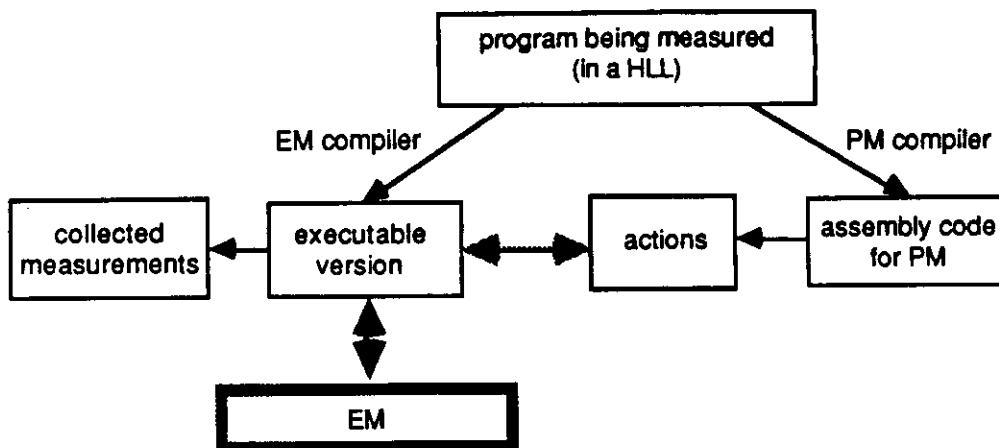 program being measured
(in a HLL)
EM compiler
PM compiler
collected
measurements
executable
version
actions
assembly code
for PM
EM